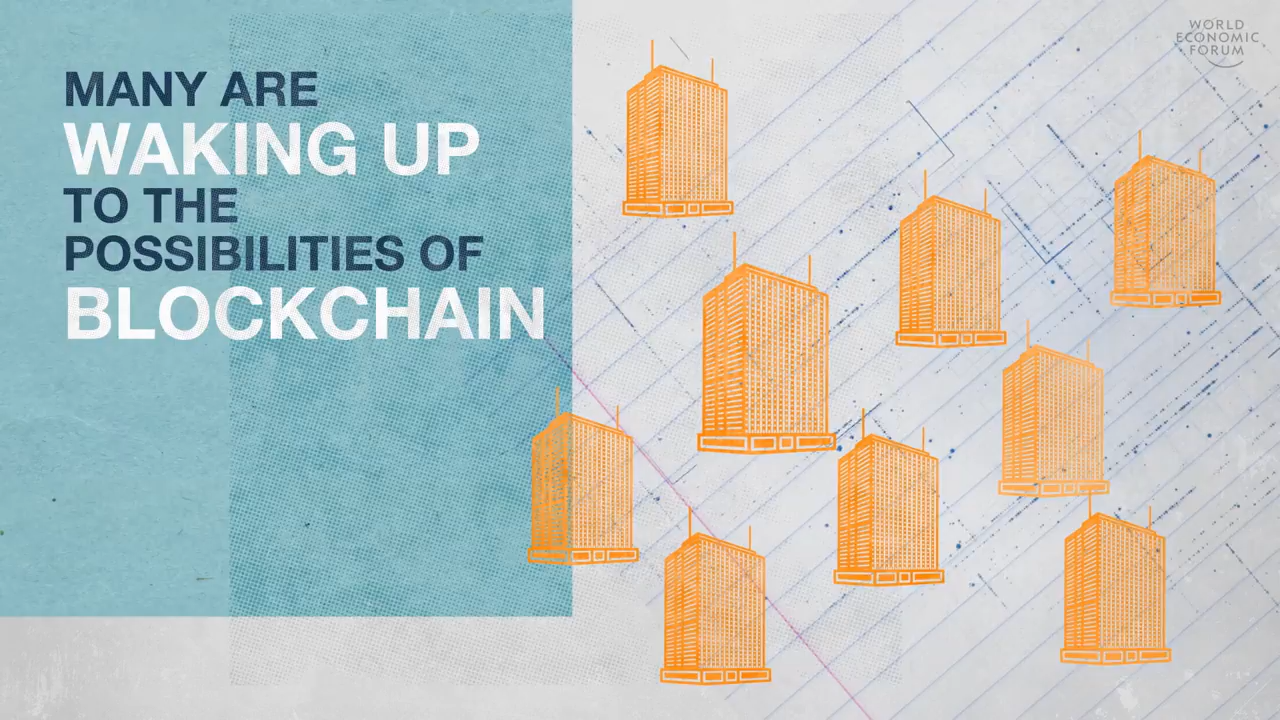 MANY ARE
WAKING UP
TO THE
POSSIBILITIES OF
BLOCKCHAIN
WORLD
ECONOMIC
FORUM